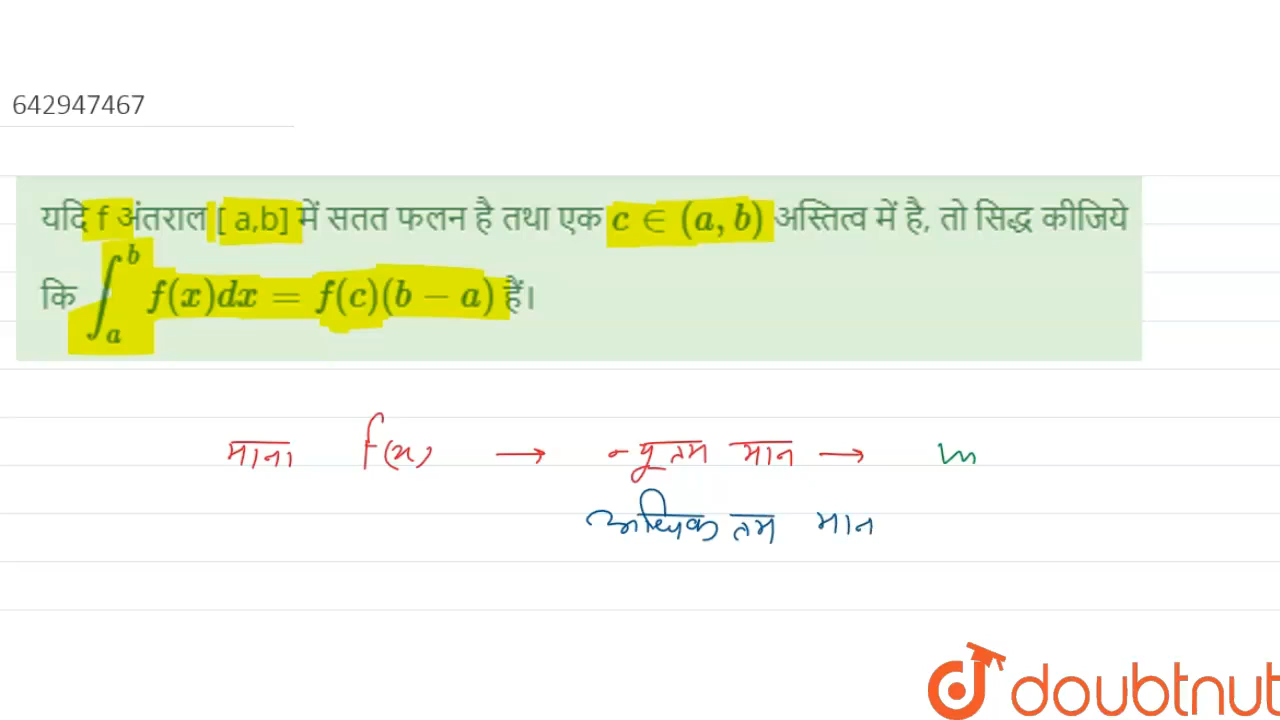 642947467
यदि f अंतराल [ a,b] में सतत फलन है तथा एक c ∈ (a, b) अस्तित्व में है, तो सिद्ध कीजिये
कि ∫_a^b f(x)dx = f(c)(b − a) हैं।
माना f(x) → न्यूनतम मान → m
अधिकतम मान
doubtnut